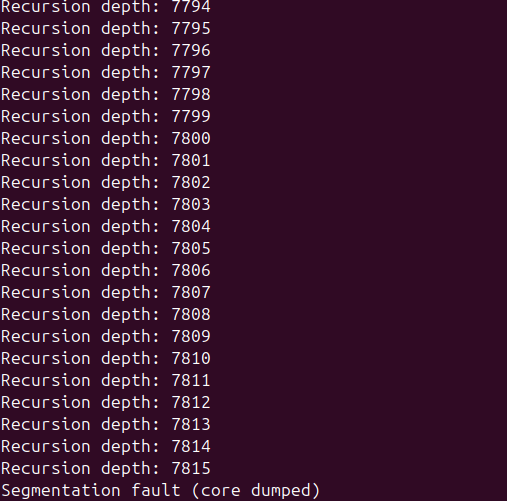 Recursion depth: 7794
Recursion depth: 7795
Recursion depth: 7796
Recursion depth: 7797
Recursion depth: 7798
Recursion depth: 7799
Recursion depth: 7800
Recursion depth: 7801
Recursion depth: 7802
Recursion depth: 7803
Recursion depth: 7804
Recursion depth: 7805
Recursion depth: 7806
Recursion depth: 7807
Recursion depth: 7808
Recursion depth: 7809
Recursion depth: 7810
Recursion depth: 7811
Recursion depth: 7812
Recursion depth: 7813
Recursion depth: 7814
Recursion depth: 7815
Segmentation fault (core dumped)